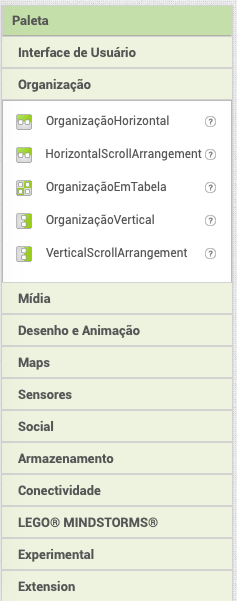 Paleta
Interface de Usuário
Organização
OrganizaçãoHorizontal ?
HorizontalScrollArrangement ?
OrganizaçãoEmTabela ?
OrganizaçãoVertical ?
VerticalScrollArrangement ?
Mídia
Desenho e Animação
Maps
Sensores
Social
Armazenamento
Conectividade
LEGO® MINDSTORMS®
Experimental
Extension